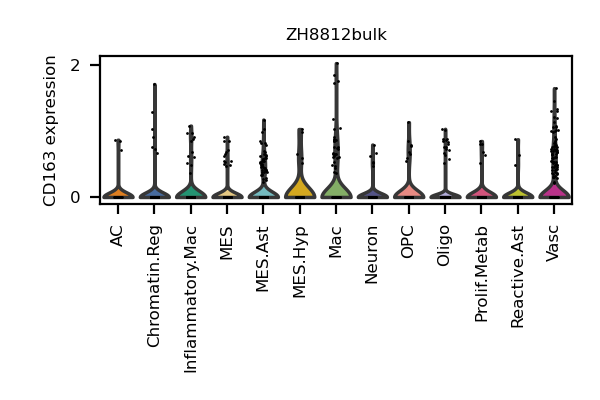 ZH8812bulk
CD163 expression
2
0
AC
Chromatin.Reg
Inflammatory.Mac
MES
MES.Ast
MES.Hyp
Mac
Neuron
OPC
Oligo
Prolif.Metab
Reactive.Ast
Vasc